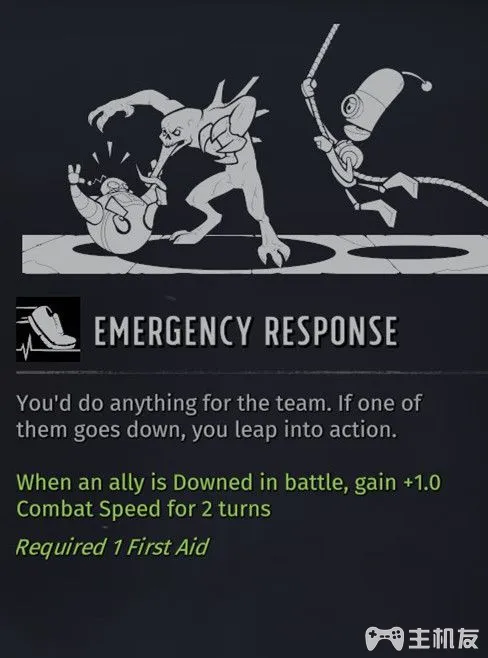 EMERGENCY RESPONSE
You'd do anything for the team. If one of
them goes down, you leap into action.
When an ally is Downed in battle, gain +1.0
Combat Speed for 2 turns
Required 1 First Aid
主机友